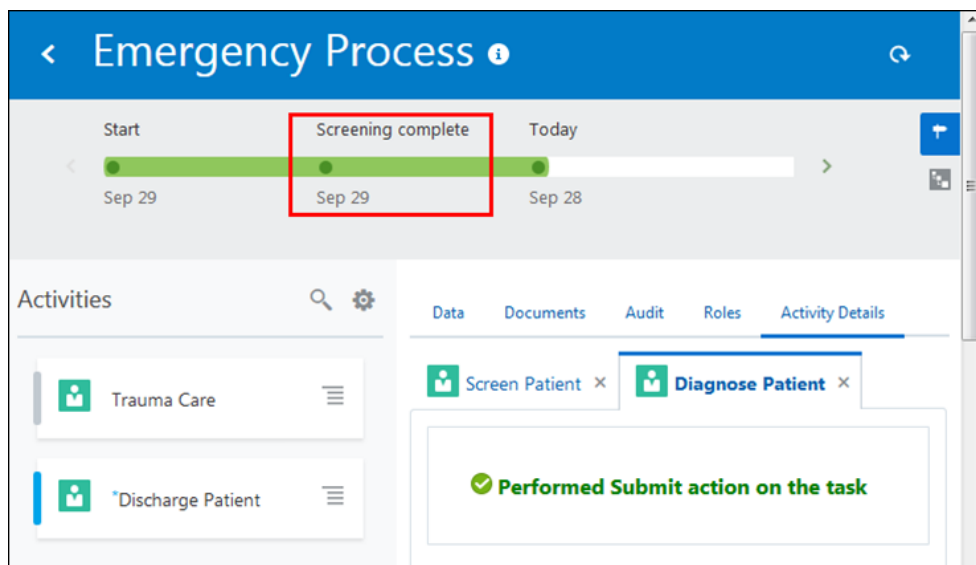 Emergency Process
Start Screening complete Today
Sep 29 Sep 29 Sep 28
Activities
Data Documents Audit Roles Activity Details
Screen Patient × Diagnose Patient ×
Trauma Care
Performed Submit action on the task
*Discharge Patient